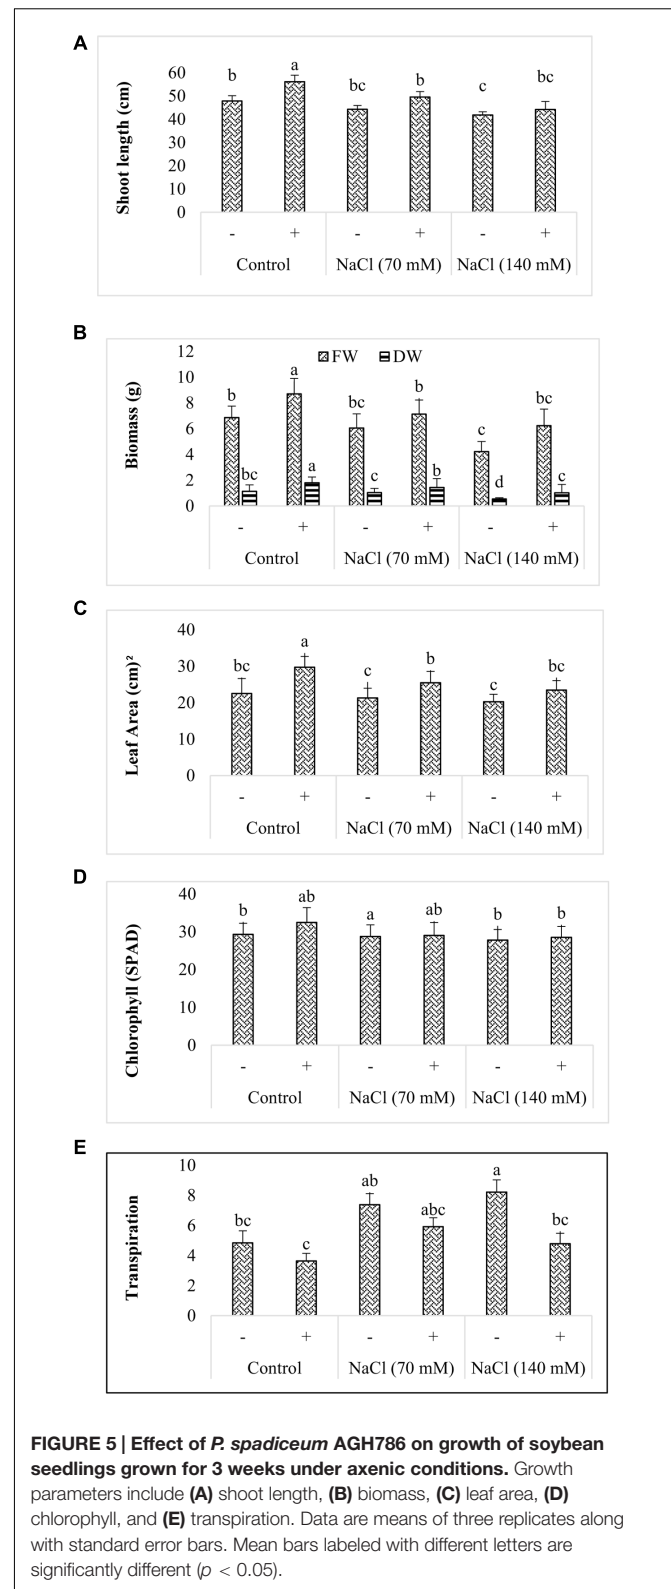 A
Shoot length (cm)
60
50
40
30
20
10
0
b
a
bc
b
c
bc
- + - + - +
Control NaCl (70 mM) NaCl (140 mM)
B
Biomass (g)
12
10
8
6
4
2
0
FW DW
b
bc
a
a
bc
c
b
b
c
d
bc
c
- + - + - +
Control NaCl (70 mM) NaCl (140 mM)
C
Leaf Area (cm)²
40
30
20
10
0
bc
a
c
b
c
bc
- + - + - +
Control NaCl (70 mM) NaCl (140 mM)
D
Chlorophyll (SPAD)
40
30
20
10
0
b
ab
a
ab
b
b
- + - + - +
Control NaCl (70 mM) NaCl (140 mM)
E
Transpiration
10
8
6
4
2
0
bc
c
ab
abc
a
bc
- + - + - +
Control NaCl (70 mM) NaCl (140 mM)
FIGURE 5 | Effect of P. spadiceum AGH786 on growth of soybean
seedlings grown for 3 weeks under axenic conditions. Growth
parameters include (A) shoot length, (B) biomass, (C) leaf area, (D)
chlorophyll, and (E) transpiration. Data are means of three replicates along
with standard error bars. Mean bars labeled with different letters are
significantly different (p < 0.05).